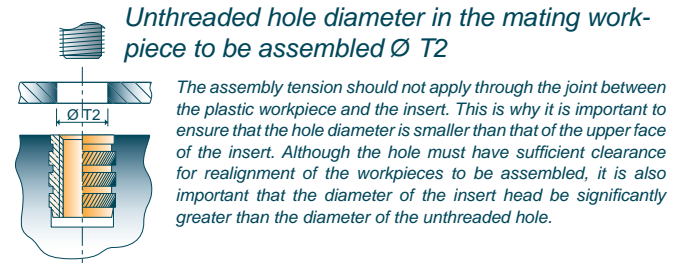 Unthreaded hole diameter in the mating work-
piece to be assembled Ø T2
The assembly tension should not apply through the joint between
the plastic workpiece and the insert. This is why it is important to
ensure that the hole diameter is smaller than that of the upper face
of the insert. Although the hole must have sufficient clearance
for realignment of the workpieces to be assembled, it is also
important that the diameter of the insert head be significantly
greater than the diameter of the unthreaded hole.
Ø T2